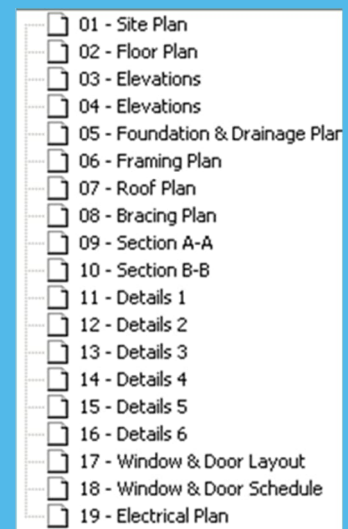 01 - Site Plan
02 - Floor Plan
03 - Elevations
04 - Elevations
05 - Foundation & Drainage Plan
06 - Framing Plan
07 - Roof Plan
08 - Bracing Plan
09 - Section A-A
10 - Section B-B
11 - Details 1
12 - Details 2
13 - Details 3
14 - Details 4
15 - Details 5
16 - Details 6
17 - Window & Door Layout
18 - Window & Door Schedule
19 - Electrical Plan